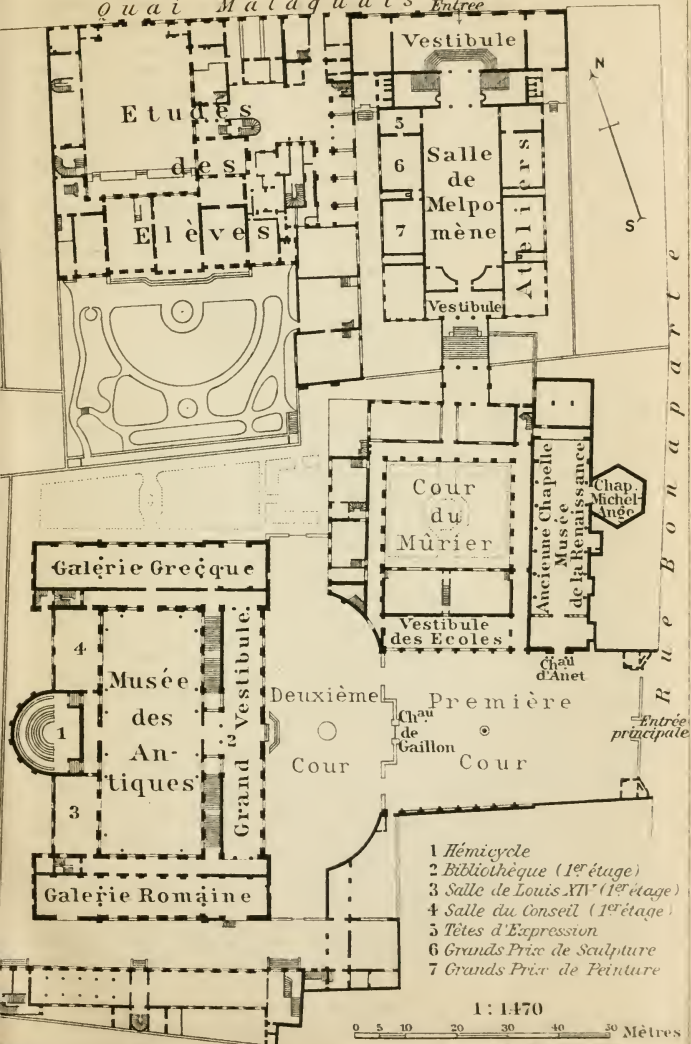 Quai Malaquais
Entrée
Vestibule
Etudes
des
Elèves
5
6
7
Salle
de
Melpo-
mène
Ateliers
Vestibule
N
S
Rue Bonaparte
Cour
du
Mûrier
Ancienne Chapelle
Musée
de la Renaissance
Chap.
Michel-
Ange
Vestibule
des Ecoles
Chau
d'Anet
Galerie Grecque
4
1
3
Musée
des
An-
tiques
2
Grand Vestibule
Deuxième
Cour
Chau
de
Gaillon
Première
Cour
Entrée
principale
Galerie Romaine
1 Hémicycle
2 Bibliothèque (1er étage)
3 Salle de Louis XIV (1er étage)
4 Salle du Conseil (1er étage)
5 Têtes d'Expression
6 Grands Prix de Sculpture
7 Grands Prix de Peinture
1 : 1470
0 5 10 20 30 40 50 Mètres